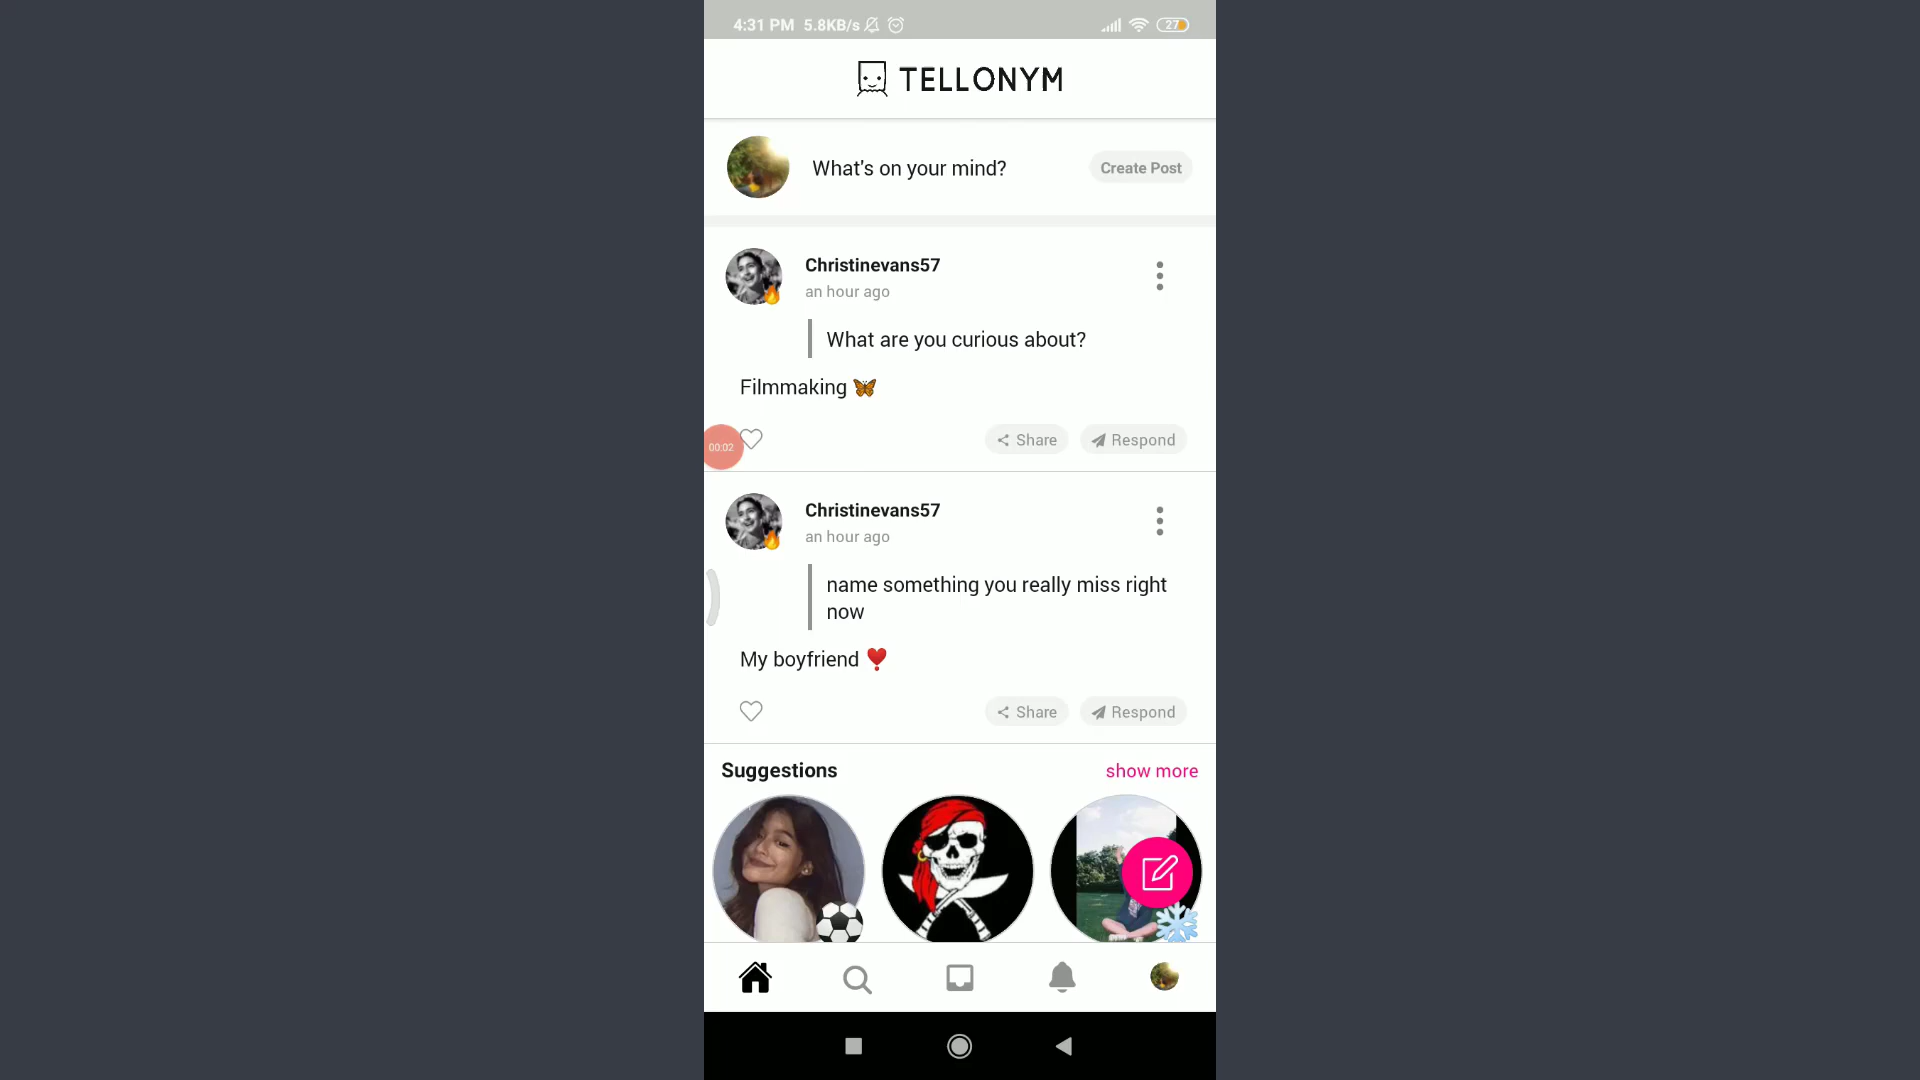 4:31 PM 5.8KB/s
27
TELLONYM
What's on your mind?
Create Post
Christinevans57
an hour ago
What are you curious about?
Filmmaking 🦋
00:02
Share
Respond
Christinevans57
an hour ago
name something you really miss right
now
My boyfriend ❣️
Share
Respond
Suggestions
show more